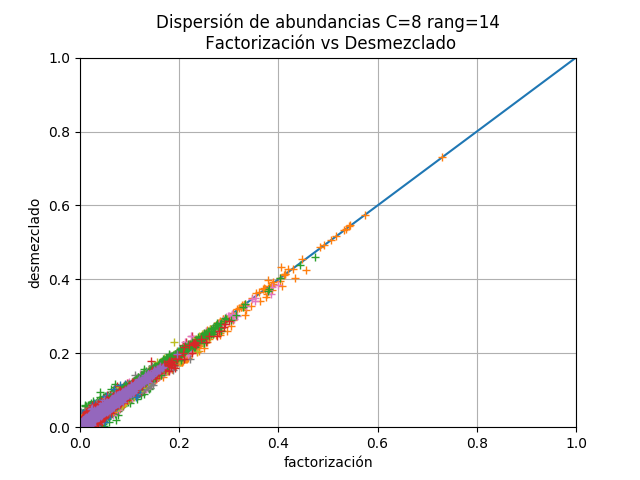 Dispersión de abundancias C=8 rang=14
Factorización vs Desmezclado
1.0
0.8
0.6
0.4
0.2
0.0
desmezclado
0.0 0.2 0.4 0.6 0.8 1.0
factorización